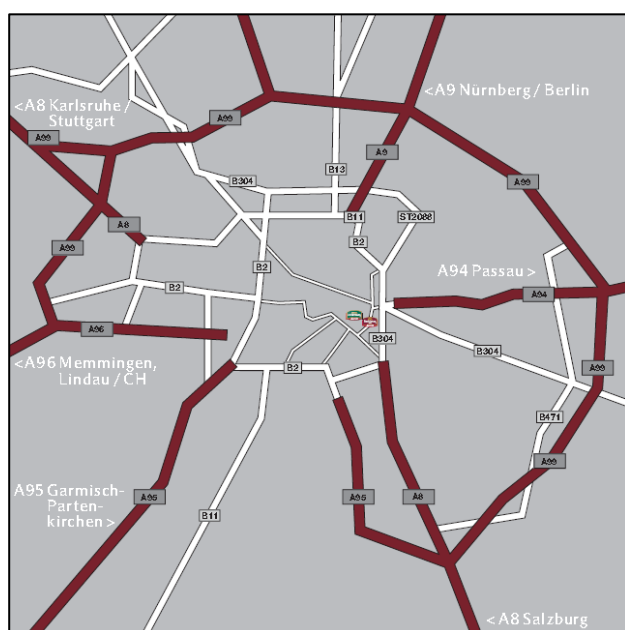 <A8 Karlsruhe /
Stuttgart
<A9 Nürnberg / Berlin
A99
A99
A9
B13
B304
A99
B11
ST2088
A8
B2
A99
B2
A94 Passau >
B2
A94
A96
B304
B304
<A96 Memmingen,
Lindau / CH
B2
A99
B471
A99
A95 Garmisch-
Parten-
kirchen >
A95
A95
A8
B11
<A8 Salzburg